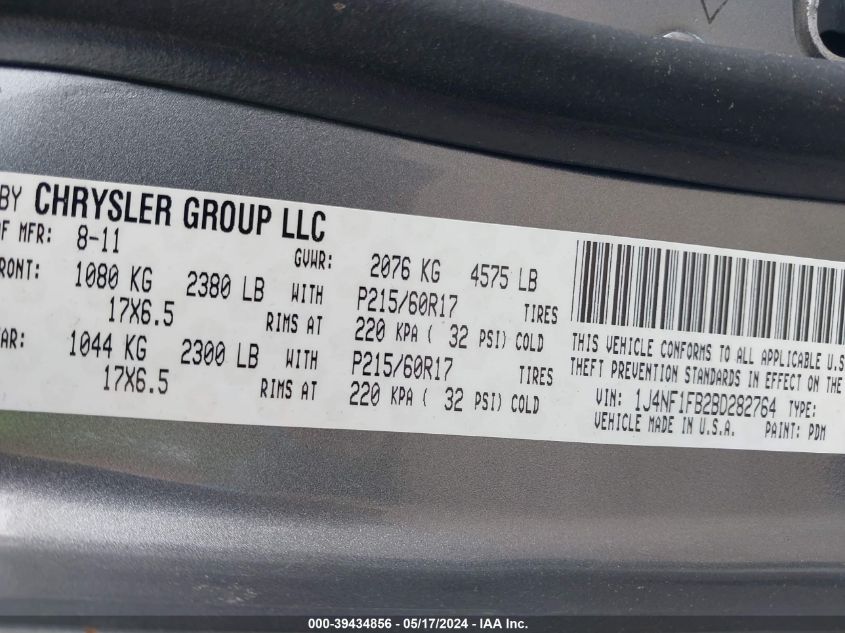 BY CHRYSLER GROUP LLC
OF MFR: 8-11 GVWR: 2076 KG 4575 LB
FRONT: 1080 KG 2380 LB WITH P215/60R17 TIRES
17X6.5 RIMS AT 220 KPA ( 32 PSI) COLD
AR: 1044 KG 2300 LB WITH P215/60R17 TIRES
17X6.5 RIMS AT 220 KPA ( 32 PSI) COLD
THIS VEHICLE CONFORMS TO ALL APPLICABLE U.S
THEFT PREVENTION STANDARDS IN EFFECT ON THE
VIN: 1J4NF1FB2BD282764 TYPE:
VEHICLE MADE IN U.S.A. PAINT: PDM
000-39434856 - 05/17/2024 - IAA Inc.